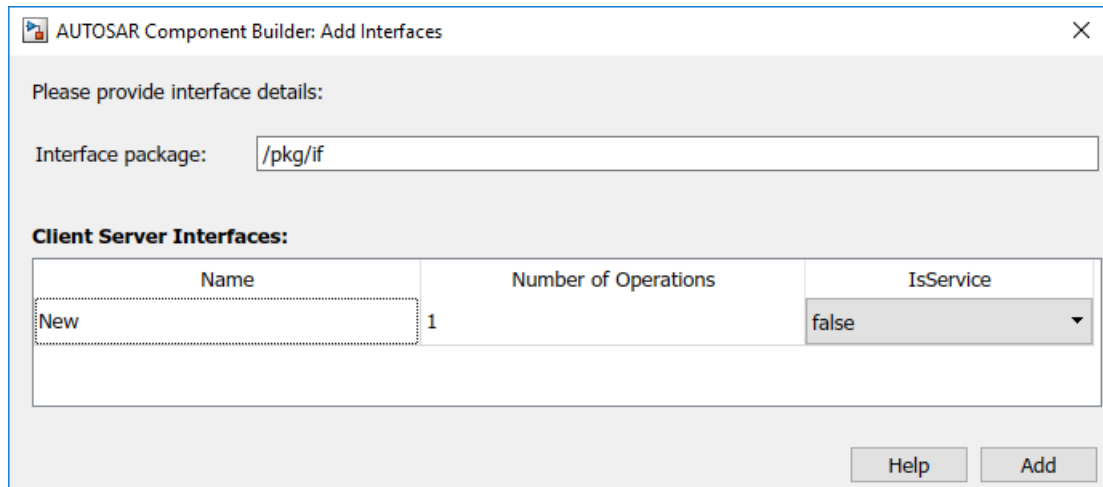 AUTOSAR Component Builder: Add Interfaces
Please provide interface details:
Interface package: /pkg/if
Client Server Interfaces:
Name Number of Operations IsService
New 1 false
Help Add